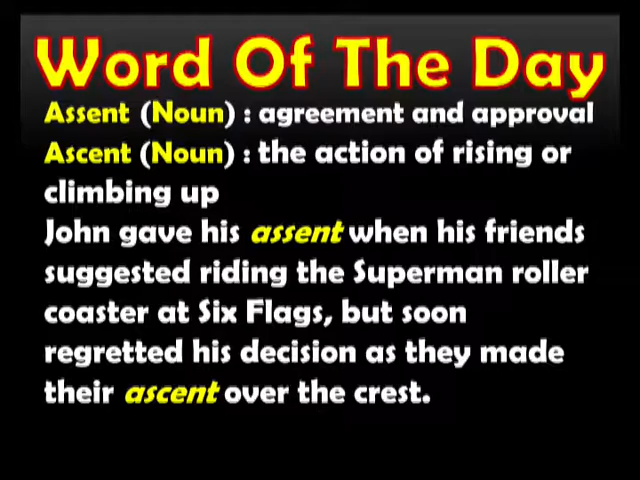 Word Of The Day
Assent (Noun) : agreement and approval
Ascent (Noun) : the action of rising or
climbing up
John gave his assent when his friends
suggested riding the Superman roller
coaster at Six Flags, but soon
regretted his decision as they made
their ascent over the crest.